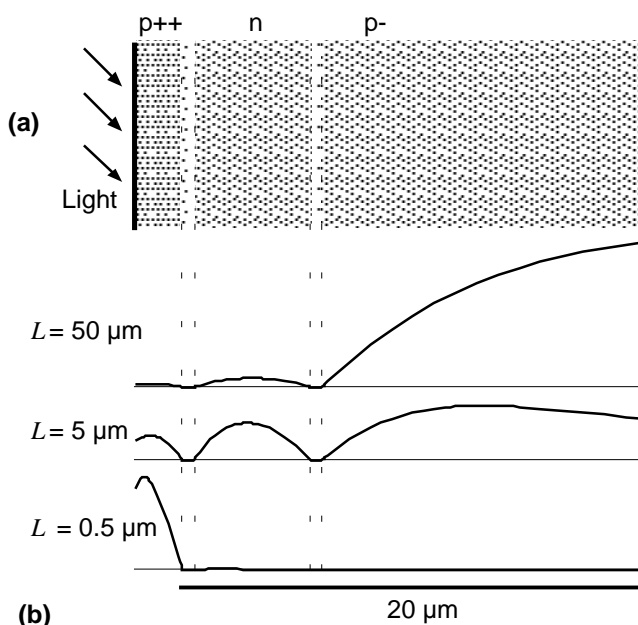 p++ n p-
(a)
Light
L = 50 µm
L = 5 µm
L = 0.5 µm
20 µm
(b)